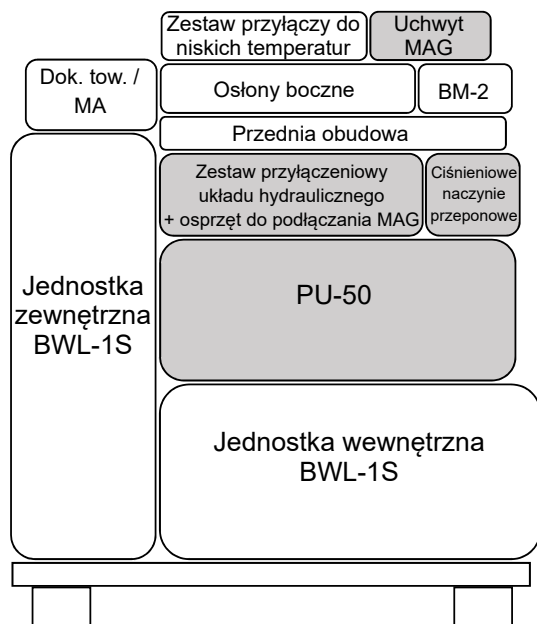 Zestaw przyłączy do
niskich temperatur
Uchwyt
MAG
Dok. tow. /
MA
Osłony boczne
BM-2
Przednia obudowa
Zestaw przyłączeniowy
układu hydraulicznego
+ osprzęt do podłączania MAG
Ciśnieniowe
naczynie
przeponowe
Jednostka
zewnętrzna
BWL-1S
PU-50
Jednostka wewnętrzna
BWL-1S